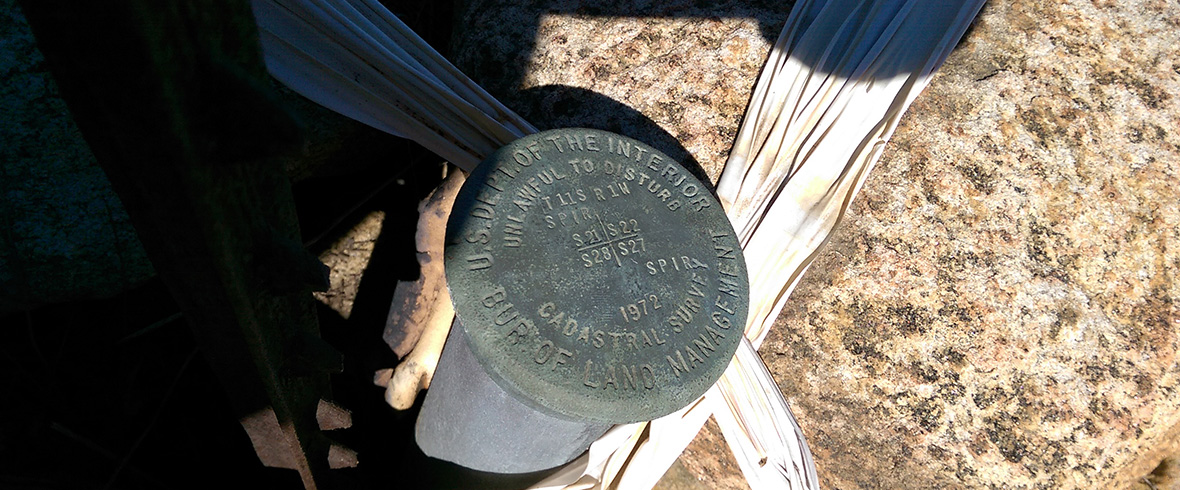 U.S. DEPT. OF THE INTERIOR
UNLAWFUL TO DISTURB
T11S R1W
SPIR
S21 S22
S28 S27
SPIR
1972
CADASTRAL SURVEY
BUR. OF LAND MANAGEMENT